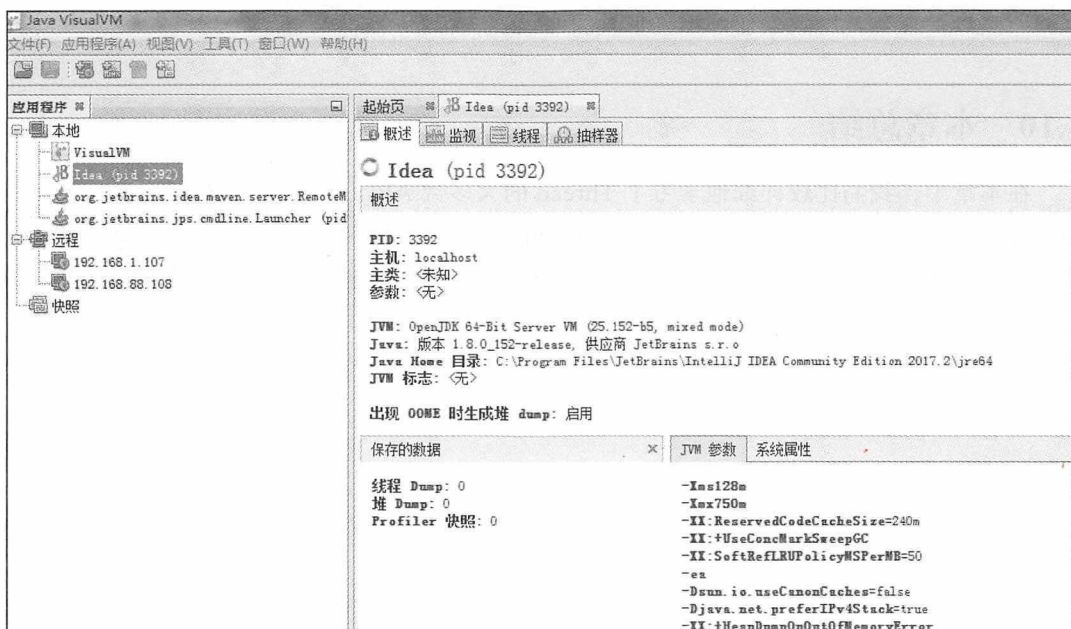 Java VisualVM
文件(F) 应用程序(A) 视图(V) 工具(T) 窗口(W) 帮助(H)
应用程序
本地
VisualVM
Idea (pid 3392)
org.jetbrains.idea.maven.server.RemoteM
org.jetbrains.jps.cmdline.Launcher (pid
远程
192.168.1.107
192.168.88.108
快照
起始页 Idea (pid 3392)
概述 监视 线程 抽样器
Idea (pid 3392)
概述
PID: 3392
主机: localhost
主类: <未知>
参数: <无>
JVM: OpenJDK 64-Bit Server VM (25.152-b5, mixed mode)
Java: 版本 1.8.0_152-release, 供应商 JetBrains s.r.o
Java Home 目录: C:\Program Files\JetBrains\IntelliJ IDEA Community Edition 2017.2\jre64
JVM 标志: <无>
出现 OOME 时生成堆 dump: 启用
保存的数据
线程 Dump: 0
堆 Dump: 0
Profiler 快照: 0
JVM 参数 系统属性
-Xms128m
-Xmx750m
-XX:ReservedCodeCacheSize=240m
-XX:+UseConcMarkSweepGC
-XX:SoftRefLRUPolicyMSPerMB=50
-ea
-Dsun.io.useCanonCaches=false
-Djava.net.preferIPv4Stack=true
-XX:+HeapDumpOnOutOfMemoryError